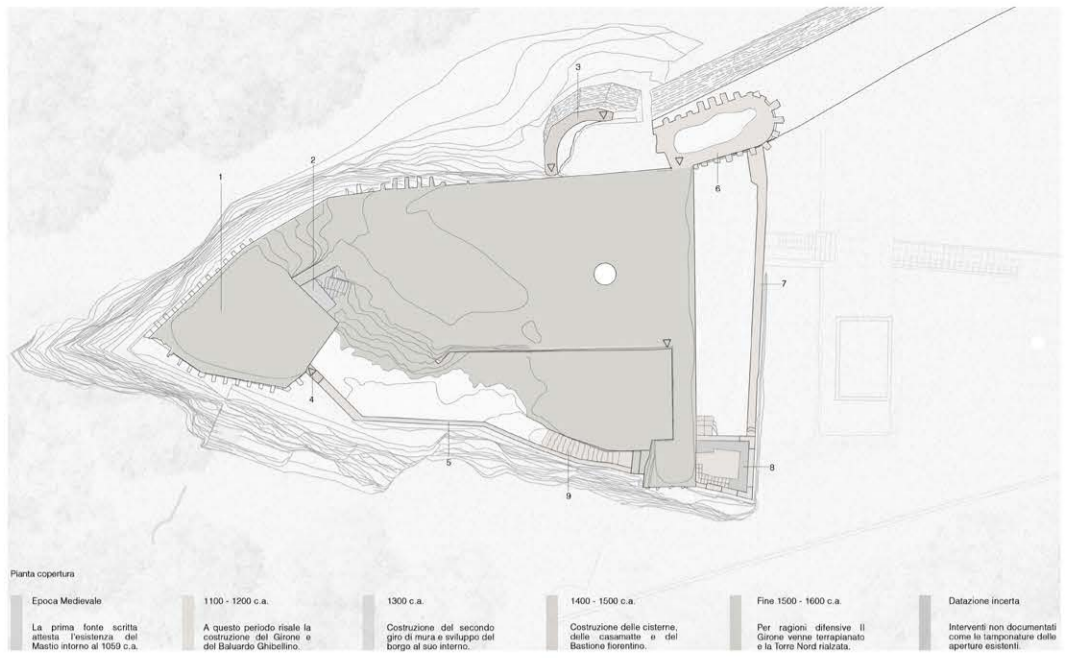 3
2
1
6
7
4
5
8
9
Pianta copertura
Epoca Medievale
La prima fonte scritta
attesta l'esistenza del
Mastio intorno al 1059 c.a.
1100 - 1200 c.a.
A questo periodo risale la
costruzione del Girone e
del Baluardo Ghibellino.
1300 c.a.
Costruzione del secondo
giro di mura e sviluppo del
borgo al suo interno.
1400 - 1500 c.a.
Costruzione delle cisterne,
delle casamatte e del
Bastione fiorentino.
Fine 1500 - 1600 c.a.
Per ragioni difensive Il
Girone venne terrapianato
e la Torre Nord rialzata.
Datazione incerta
Interventi non documentati
come le tamponature delle
aperture esistenti.